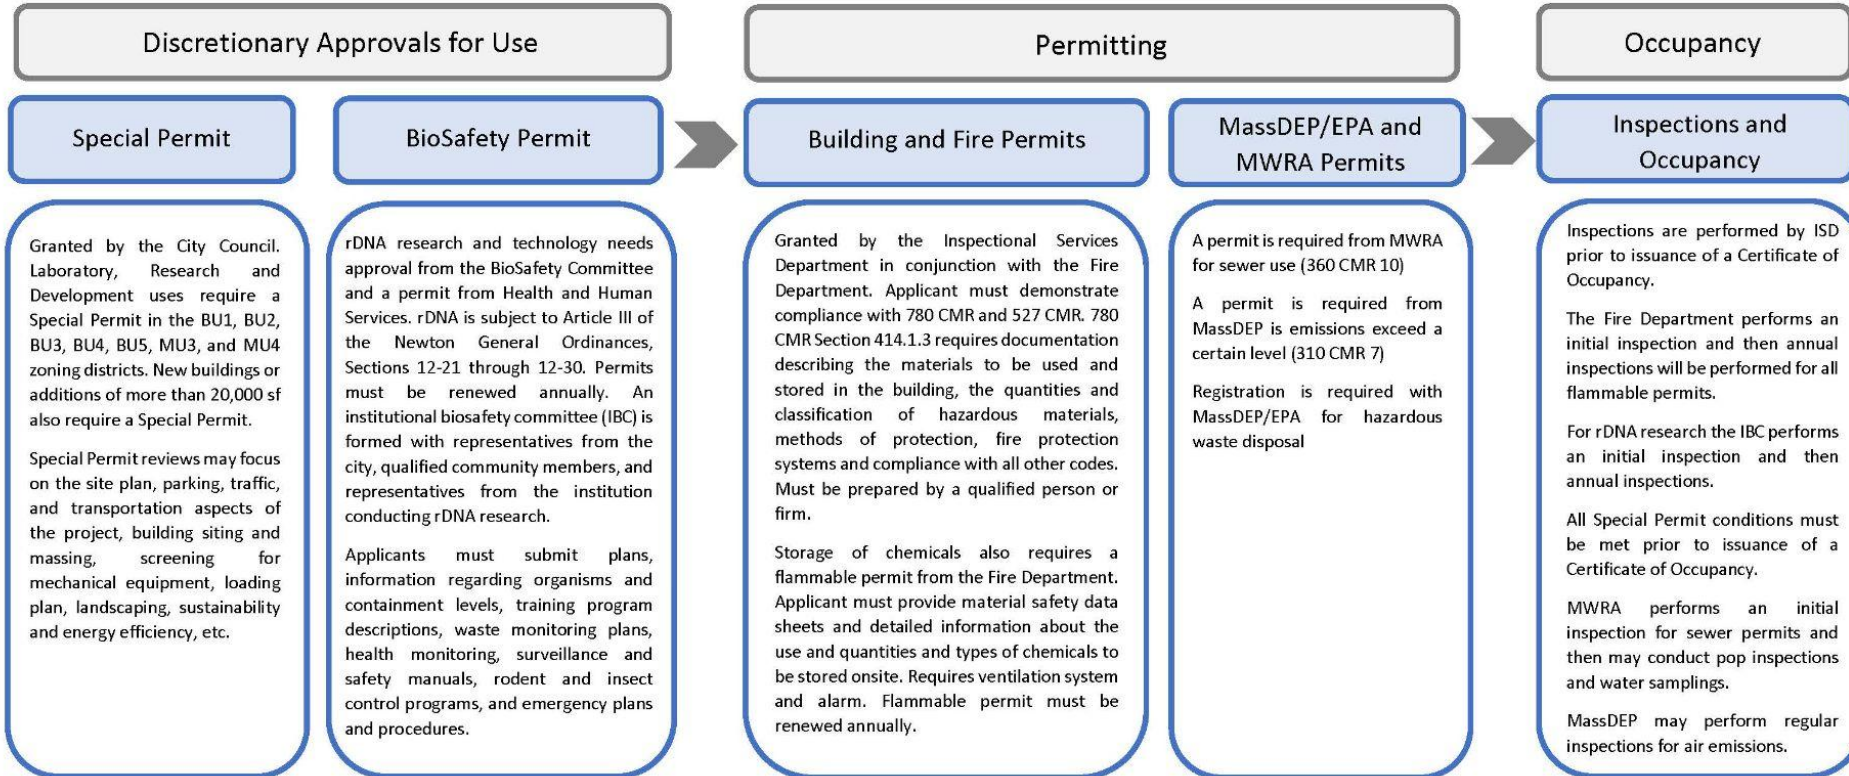 Discretionary Approvals for Use
Permitting
Occupancy
Special Permit
BioSafety Permit
Building and Fire Permits
MassDEP/EPA and
MWRA Permits
Inspections and
Occupancy
Granted by the City Council.
Laboratory, Research and
Development uses require a
Special Permit in the BU1, BU2,
BU3, BU4, BU5, MU3, and MU4
zoning districts. New buildings or
additions of more than 20,000 sf
also require a Special Permit.
Special Permit reviews may focus
on the site plan, parking, traffic,
and transportation aspects of
the project, building siting and
massing, screening for
mechanical equipment, loading
plan, landscaping, sustainability
and energy efficiency, etc.
rDNA research and technology needs
approval from the BioSafety Committee
and a permit from Health and Human
Services. rDNA is subject to Article III of
the Newton General Ordinances,
Sections 12-21 through 12-30. Permits
must be renewed annually. An
institutional biosafety committee (IBC) is
formed with representatives from the
city, qualified community members, and
representatives from the institution
conducting rDNA research.
Applicants must submit plans,
information regarding organisms and
containment levels, training program
descriptions, waste monitoring plans,
health monitoring, surveillance and
safety manuals, rodent and insect
control programs, and emergency plans
and procedures.
Granted by the Inspectional Services
Department in conjunction with the Fire
Department. Applicant must demonstrate
compliance with 780 CMR and 527 CMR. 780
CMR Section 414.1.3 requires documentation
describing the materials to be used and
stored in the building, the quantities and
classification of hazardous materials,
methods of protection, fire protection
systems and compliance with all other codes.
Must be prepared by a qualified person or
firm.
Storage of chemicals also requires a
flammable permit from the Fire Department.
Applicant must provide material safety data
sheets and detailed information about the
use and quantities and types of chemicals to
be stored onsite. Requires ventilation system
and alarm. Flammable permit must be
renewed annually.
A permit is required from MWRA
for sewer use (360 CMR 10)
A permit is required from
MassDEP is emissions exceed a
certain level (310 CMR 7)
Registration is required with
MassDEP/EPA for hazardous
waste disposal
Inspections are performed by ISD
prior to issuance of a Certificate of
Occupancy.
The Fire Department performs an
initial inspection and then annual
inspections will be performed for all
flammable permits.
For rDNA research the IBC performs
an initial inspection and then
annual inspections.
All Special Permit conditions must
be met prior to issuance of a
Certificate of Occupancy.
MWRA performs an initial
inspection for sewer permits and
then may conduct pop inspections
and water samplings.
MassDEP may perform regular
inspections for air emissions.